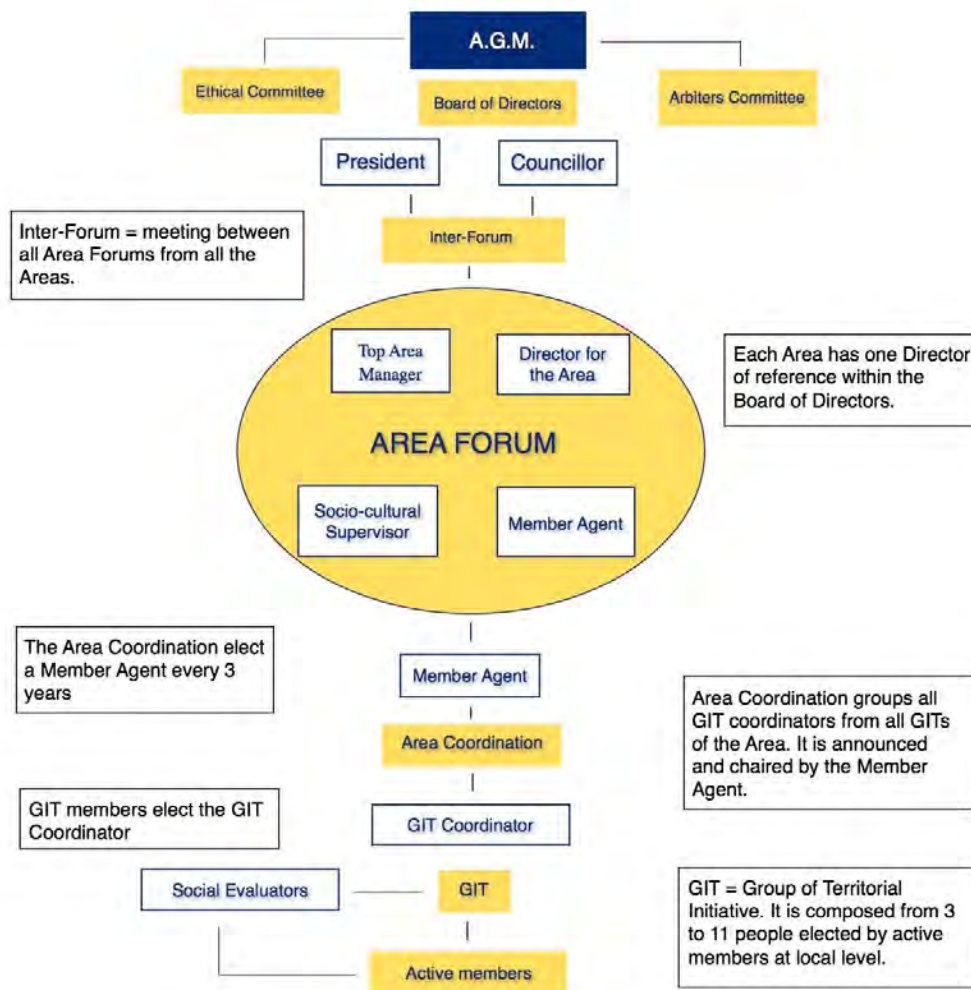 A.G.M.
Ethical Committee
Board of Directors
Arbiters Committee
President
Councillor
Inter-Forum = meeting between
all Area Forums from all the
Areas.
Inter-Forum
Top Area
Manager
Director for
the Area
Each Area has one Director
of reference within the
Board of Directors.
AREA FORUM
Socio-cultural
Supervisor
Member Agent
The Area Coordination elect
a Member Agent every 3
years
Member Agent
Area Coordination
Area Coordination groups all
GIT coordinators from all GITs
of the Area. It is announced
and chaired by the Member
Agent.
GIT members elect the GIT
Coordinator
GIT Coordinator
Social Evaluators
GIT
GIT = Group of Territorial
Initiative. It is composed from 3
to 11 people elected by active
members at local level.
Active members